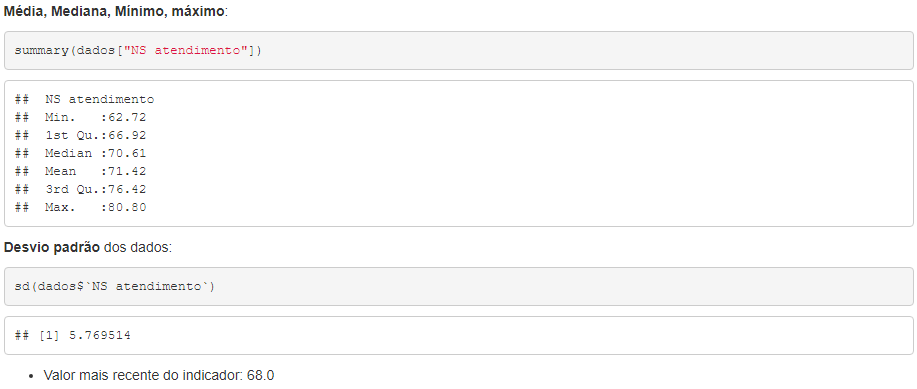 Média, Mediana, Mínimo, máximo:
summary(dados["NS atendimento"])
##  NS atendimento
##  Min.   :62.72
##  1st Qu.:66.92
##  Median :70.61
##  Mean   :71.42
##  3rd Qu.:76.42
##  Max.   :80.80
Desvio padrão dos dados:
sd(dados$`NS atendimento`)
## [1] 5.769514
• Valor mais recente do indicador: 68.0